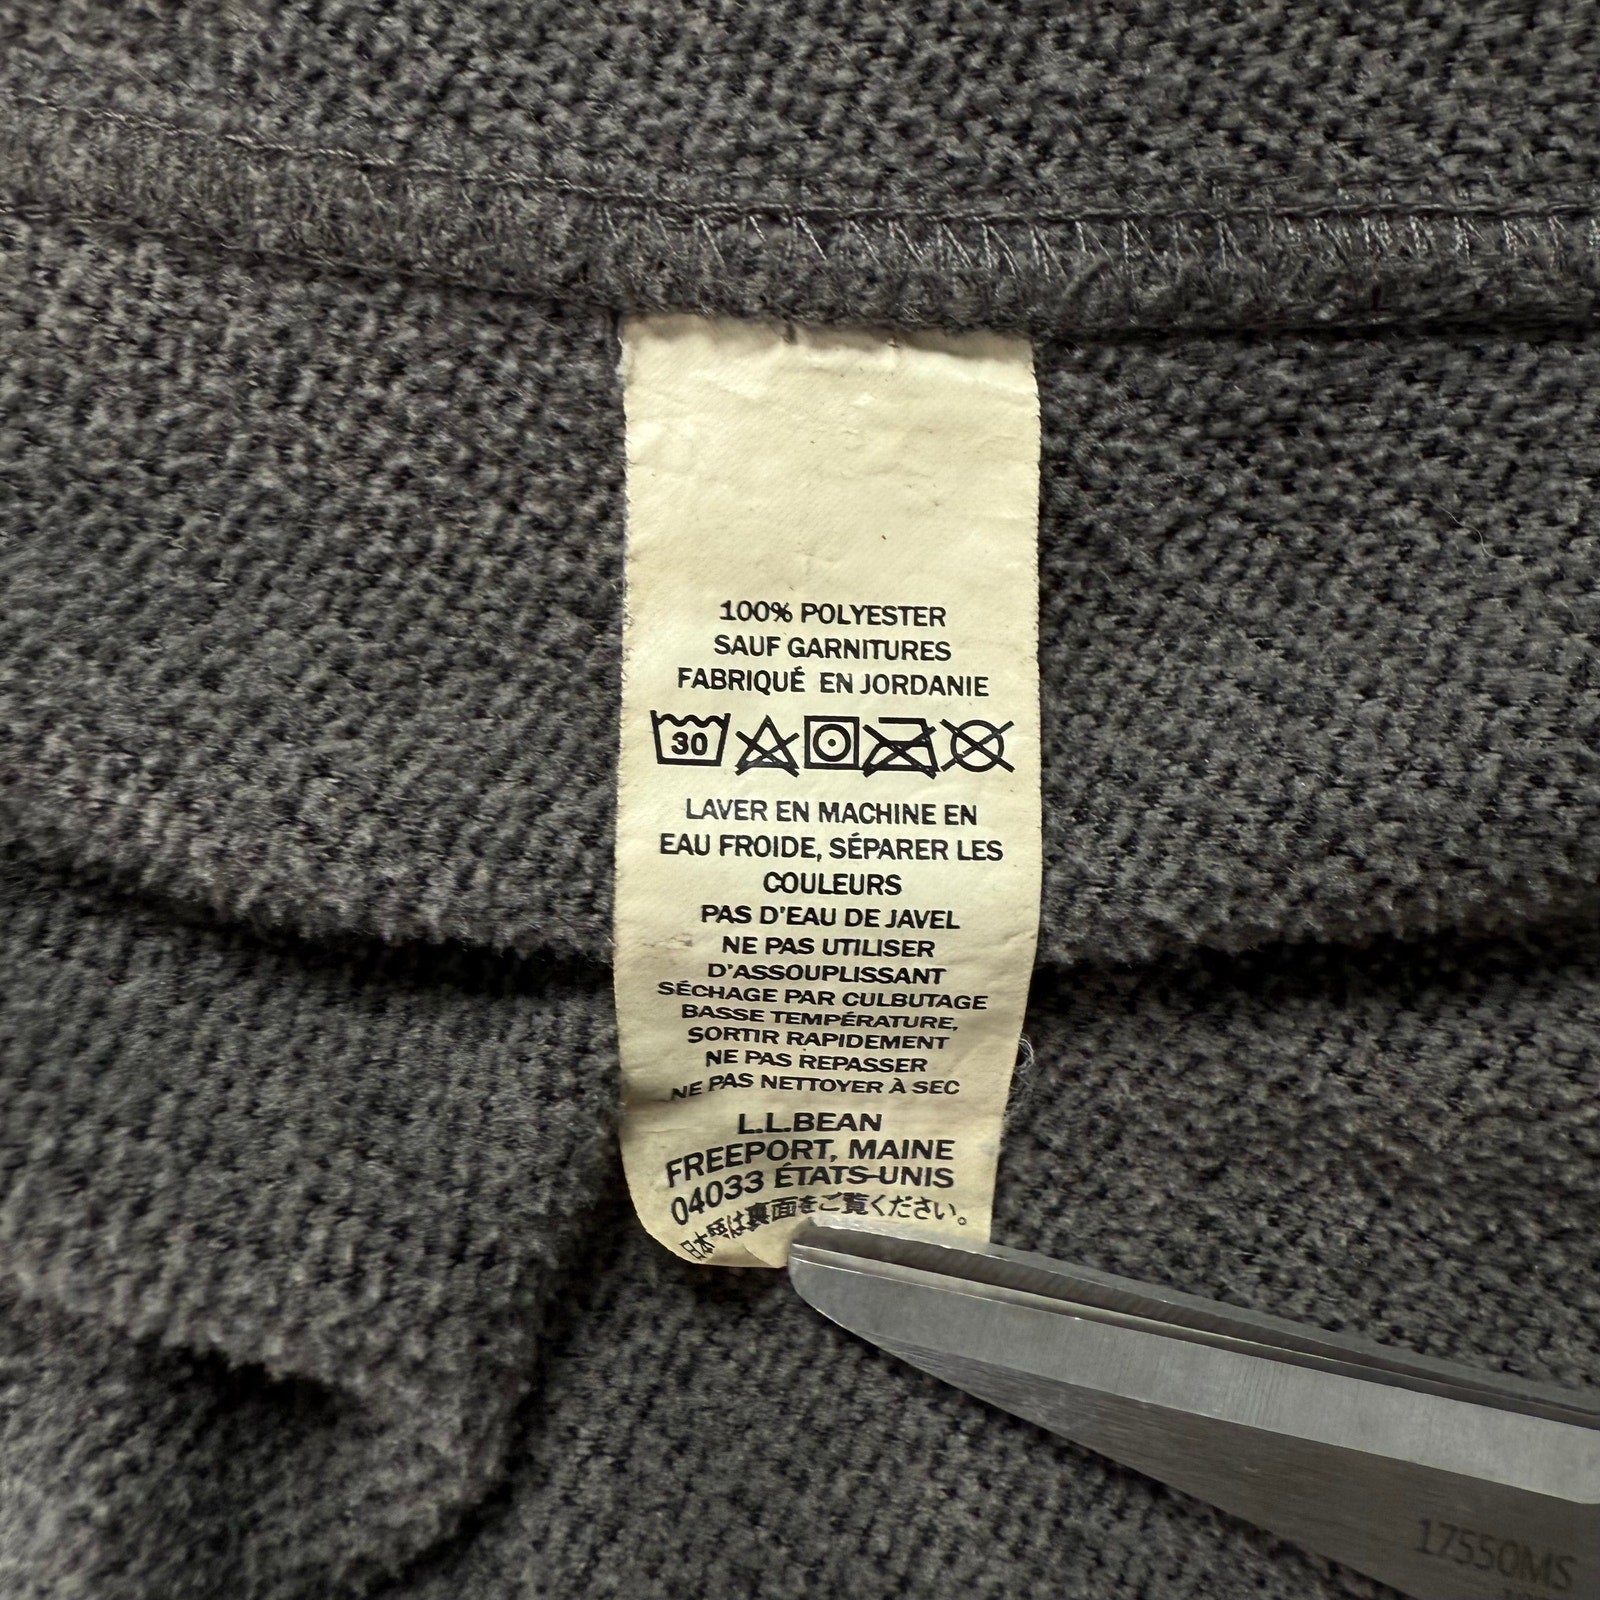 100% POLYESTER
SAUF GARNITURES
FABRIQUÉ EN JORDANIE
30
LAVER EN MACHINE EN
EAU FROIDE, SÉPARER LES
COULEURS
PAS D'EAU DE JAVEL
NE PAS UTILISER
D'ASSOUPLISSANT
SÉCHAGE PAR CULBUTAGE
BASSE TEMPÉRATURE,
SORTIR RAPIDEMENT
NE PAS REPASSER
NE PAS NETTOYER À SEC
L.L.BEAN
FREEPORT, MAINE
04033 ÉTATS-UNIS
日本語は裏面をご覧ください。
17550MS